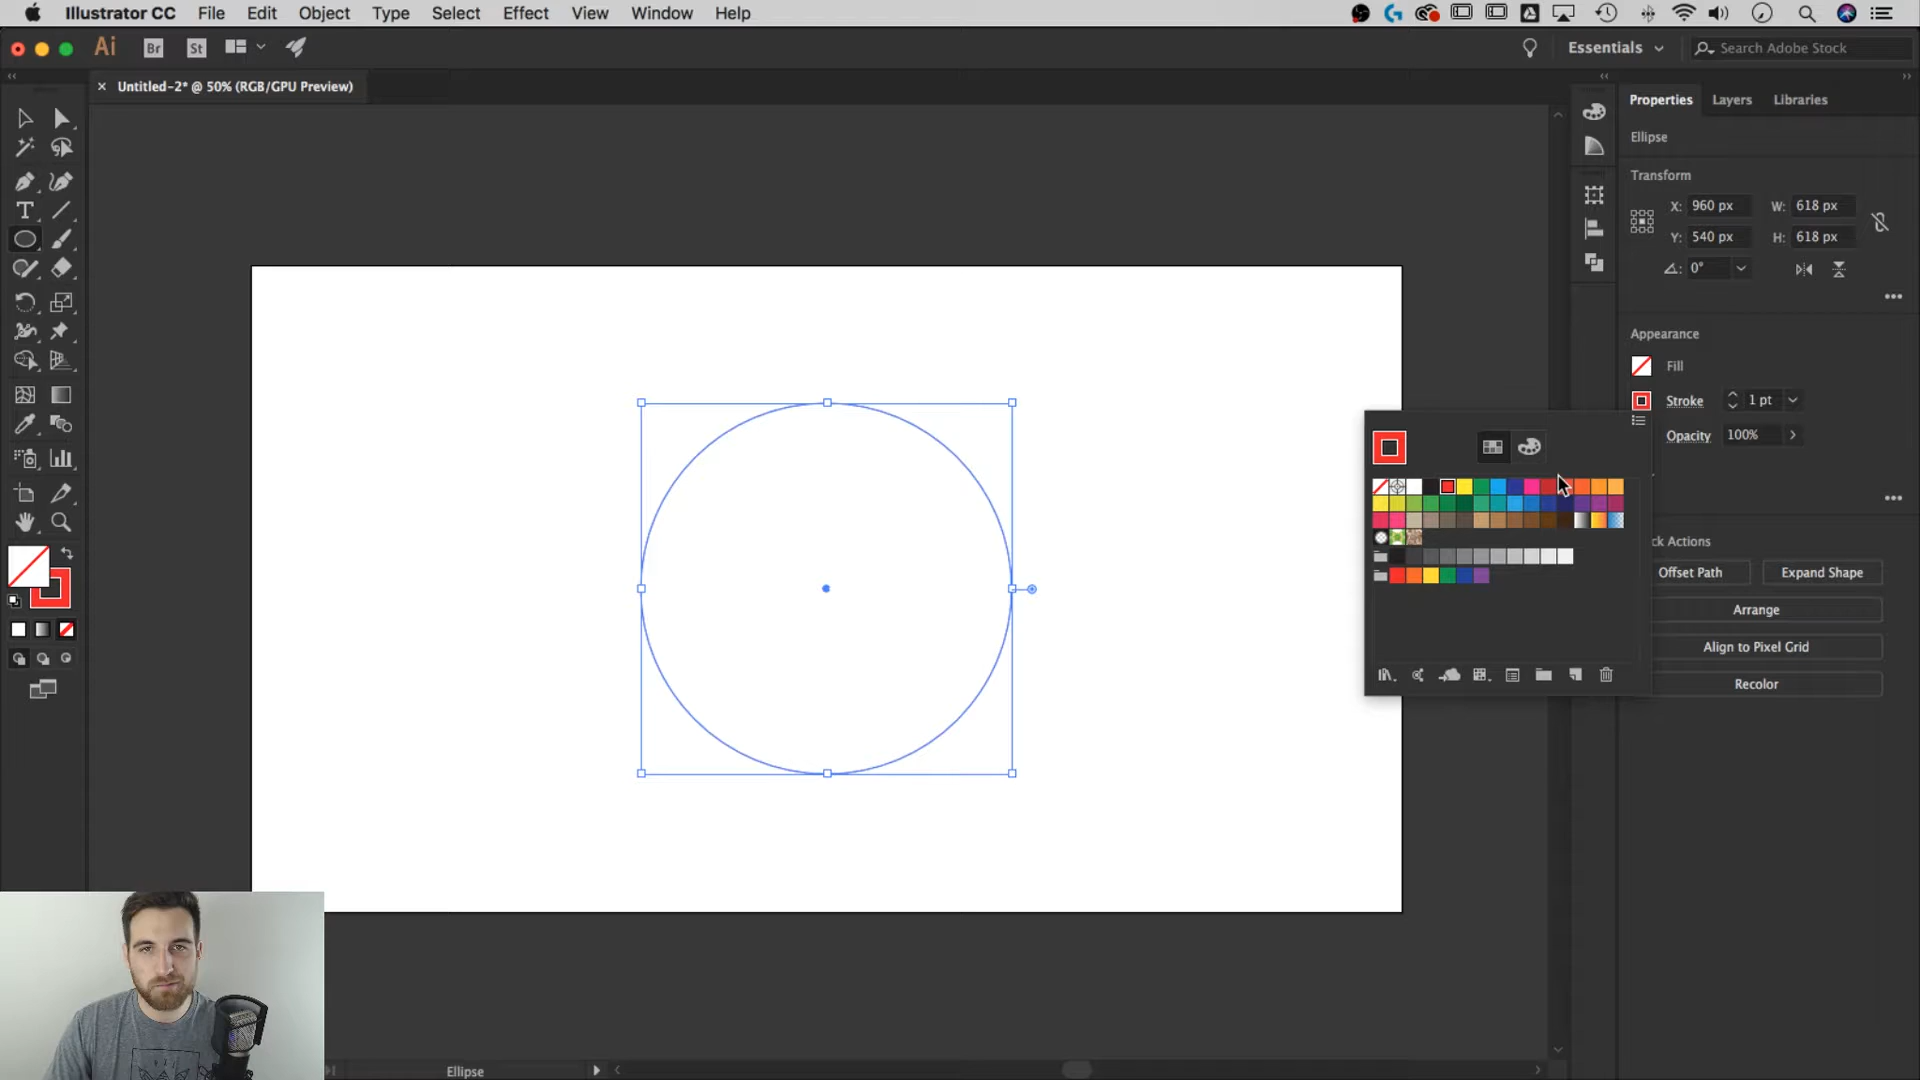 Illustrator CC File Edit Object Type Select Effect View Window Help
Ai Br St Essentials Search Adobe Stock
× Untitled-2* @ 50% (RGB/GPU Preview)
Properties Layers Libraries
Ellipse
Transform
X: 960 px W: 618 px
Y: 540 px H: 618 px
0°
Appearance
Fill
Stroke 1 pt
Opacity 100%
ck Actions
Offset Path Expand Shape
Arrange
Align to Pixel Grid
Recolor
Ellipse